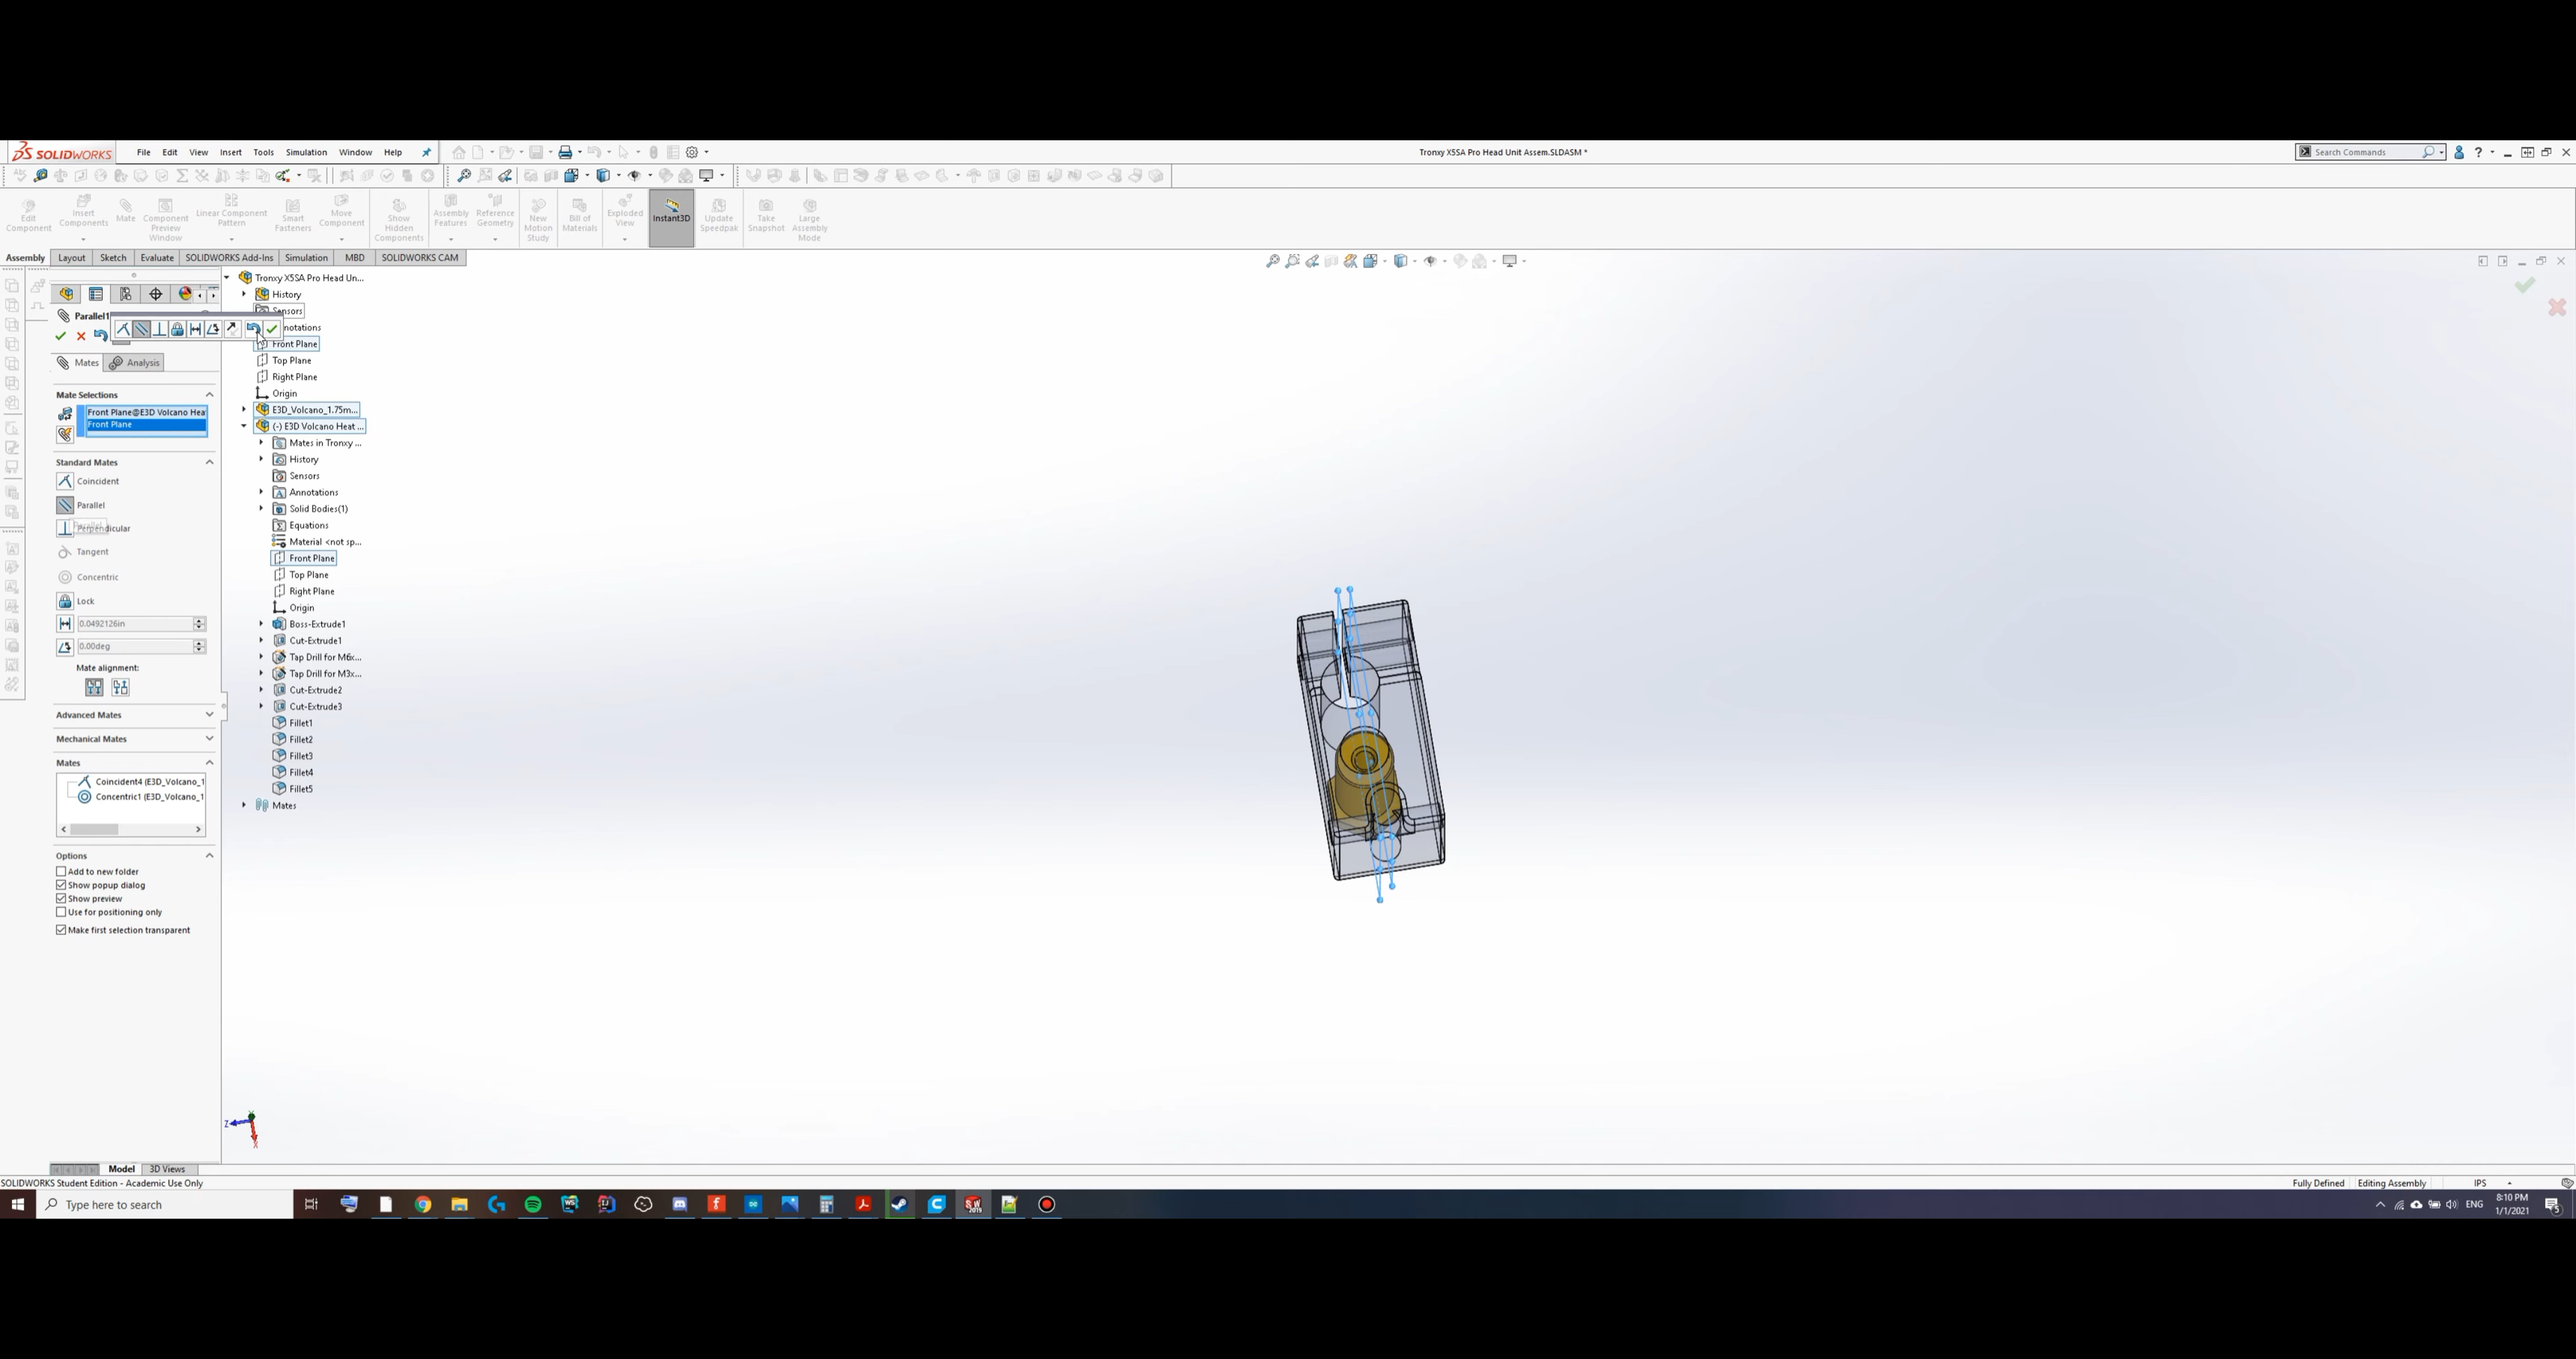 SOLIDWORKS
File Edit View Insert Tools Simulation Window Help
Tronxy X5SA Pro Head Unit Assem.SLDASM *
Search Commands
Edit Component
Insert Components
Mate
Component Preview Window
Linear Component Pattern
Smart Fasteners
Move Component
Show Hidden Components
Assembly Features
Reference Geometry
New Motion Study
Bill of Materials
Exploded View
Instant3D
Update Speedpak
Take Snapshot
Large Assembly Mode
Assembly Layout Sketch Evaluate SOLIDWORKS Add-Ins Simulation MBD SOLIDWORKS CAM
Parallel1
Mates Analysis
Mate Selections
Front Plane@E3D Volcano Hea
Front Plane
Standard Mates
Coincident
Parallel
Perpendicular
Tangent
Concentric
Lock
0.0492126in
0.00deg
Mate alignment:
Advanced Mates
Mechanical Mates
Mates
Coincident4 (E3D_Volcano_1
Concentric1 (E3D_Volcano_1
Options
Add to new folder
Show popup dialog
Show preview
Use for positioning only
Make first selection transparent
Tronxy X5SA Pro Head Un...
History
Sensors
notations
Front Plane
Top Plane
Right Plane
Origin
E3D_Volcano_1.75m...
(-) E3D Volcano Heat ...
Mates in Tronxy ...
History
Sensors
Annotations
Solid Bodies(1)
Equations
Material <not sp...
Front Plane
Top Plane
Right Plane
Origin
Boss-Extrude1
Cut-Extrude1
Tap Drill for M6x...
Tap Drill for M3x...
Cut-Extrude2
Cut-Extrude3
Fillet1
Fillet2
Fillet3
Fillet4
Fillet5
Mates
Z
X
Model 3D Views
SOLIDWORKS Student Edition - Academic Use Only
Fully Defined Editing Assembly IPS
Type here to search
ENG
8:10 PM
1/1/2021